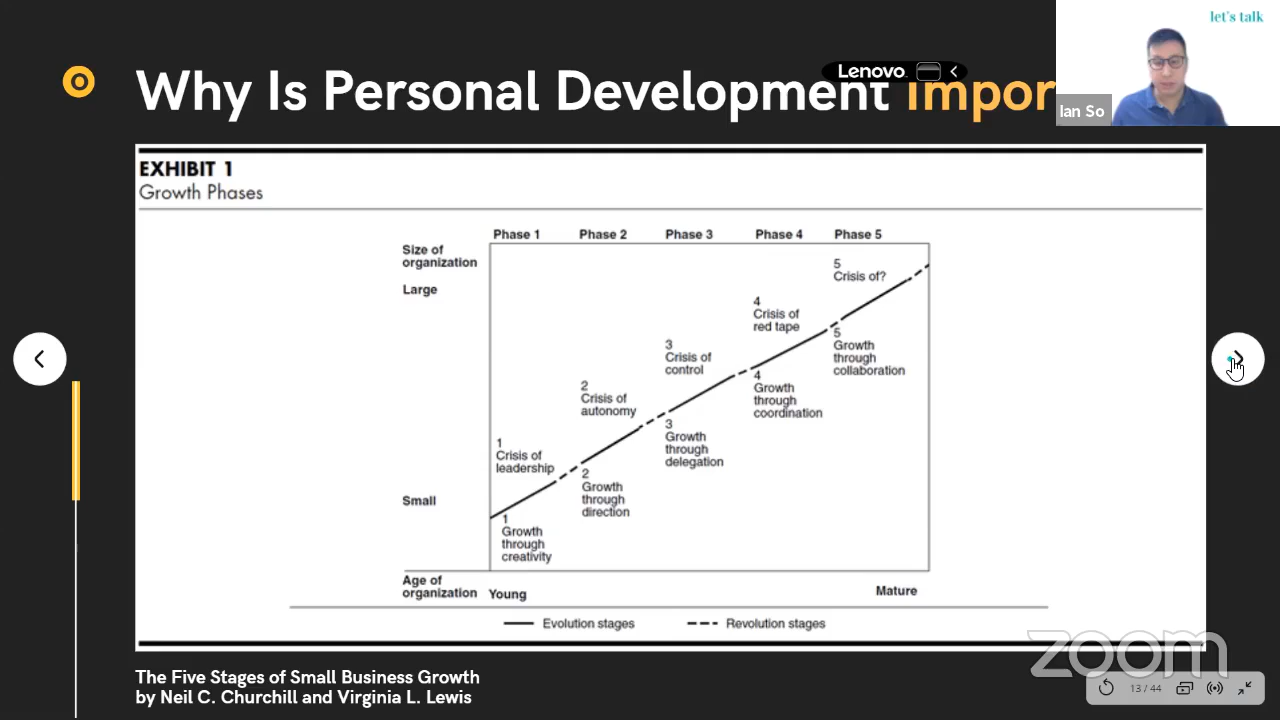 let's talk
Why Is Personal Development Impor
Lenovo
Ian So
EXHIBIT 1
Growth Phases
Phase 1 Phase 2 Phase 3 Phase 4 Phase 5
Size of
organization
Large
5
Crisis of?
4
Crisis of
red tape
5
Growth
through
collaboration
3
Crisis of
control
4
Growth
through
coordination
2
Crisis of
autonomy
3
Growth
through
delegation
1
Crisis of
leadership
2
Growth
through
direction
Small
1
Growth
through
creativity
Age of
organization
Young
Mature
Evolution stages
Revolution stages
The Five Stages of Small Business Growth
by Neil C. Churchill and Virginia L. Lewis
zoom
13 / 44